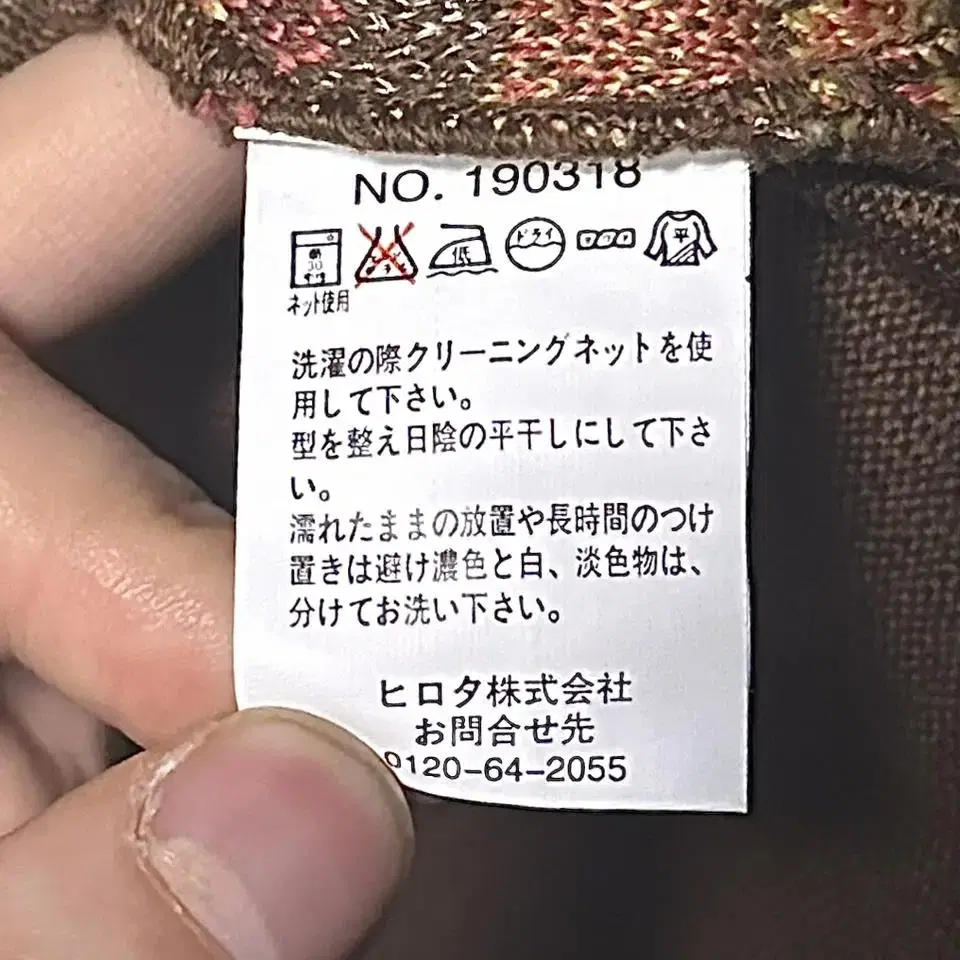 NO. 190318
ドライ
低
平
ネット使用
洗濯の際クリーニングネットを使
用して下さい。
型を整え日陰の平干しにして下さ
い。
濡れたままの放置や長時間のつけ
置きは避け濃色と白、淡色物は、
分けてお洗い下さい。
ヒロタ株式会社
お問合せ先
0120-64-2055